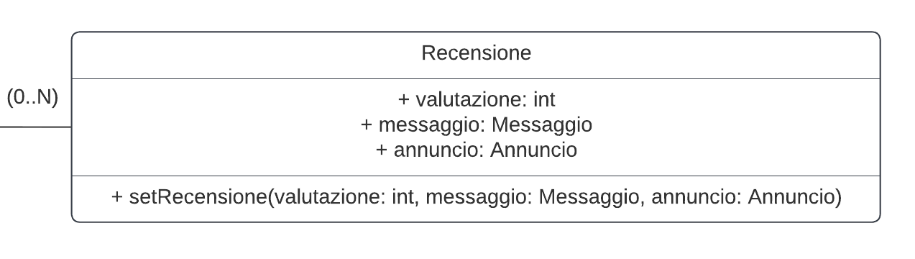 Recensione
(0..N)
+ valutazione: int
+ messaggio: Messaggio
+ annuncio: Annuncio
+ setRecensione(valutazione: int, messaggio: Messaggio, annuncio: Annuncio)